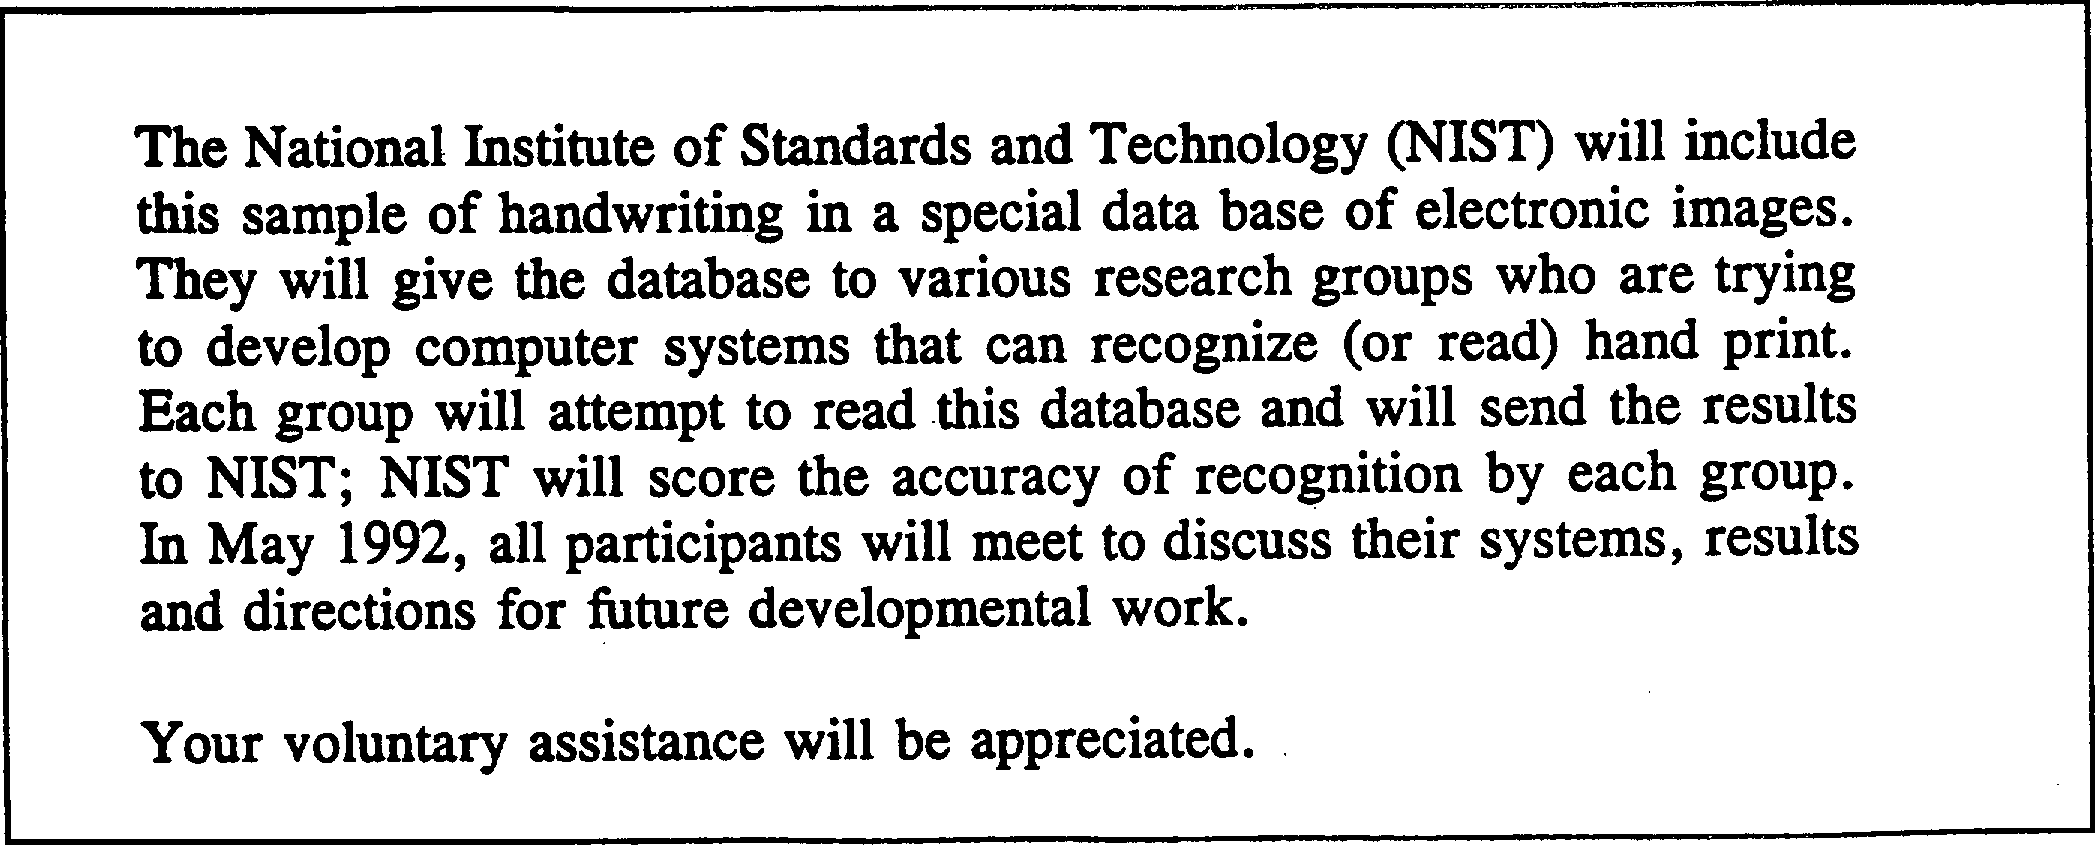 The National Institute of Standards and Technology (NIST) will include
this sample of handwriting in a special data base of electronic images.
They will give the database to various research groups who are trying
to develop computer systems that can recognize (or read) hand print.
Each group will attempt to read this database and will send the results
to NIST; NIST will score the accuracy of recognition by each group.
In May 1992, all participants will meet to discuss their systems, results
and directions for future developmental work.
Your voluntary assistance will be appreciated.